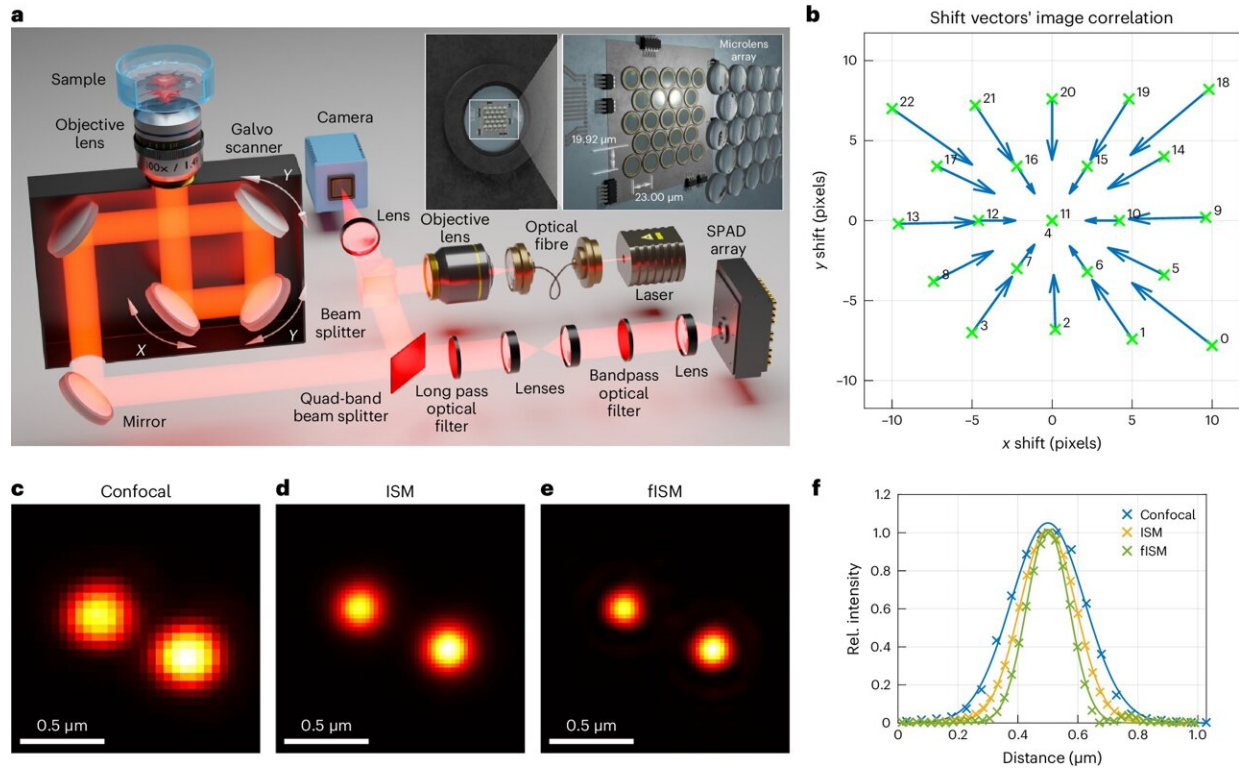 a
Sample
Objective
lens
Galvo
scanner
Y
Camera
Lens
Objective
lens
Optical
fibre
Laser
SPAD
array
Microlens
array
19.92 µm
23.00 µm
00x / 1.4
Beam
splitter
X
Y
Mirror
Quad-band
beam splitter
Long pass
optical
filter
Lenses
Bandpass
optical
filter
Lens
b
Shift vectors' image correlation
y shift (pixels)
10
5
0
−5
−10
22
21
20
19
18
17
16
15
14
13
12
11
10
9
4
8
7
6
5
3
2
1
0
−10
−5
0
5
10
x shift (pixels)
c
Confocal
0.5 µm
d
ISM
0.5 µm
e
fISM
0.5 µm
f
Rel. intensity
1.2
1.0
0.8
0.6
0.4
0.2
0
Confocal
ISM
fISM
0
0.2
0.4
0.6
0.8
1.0
Distance (µm)